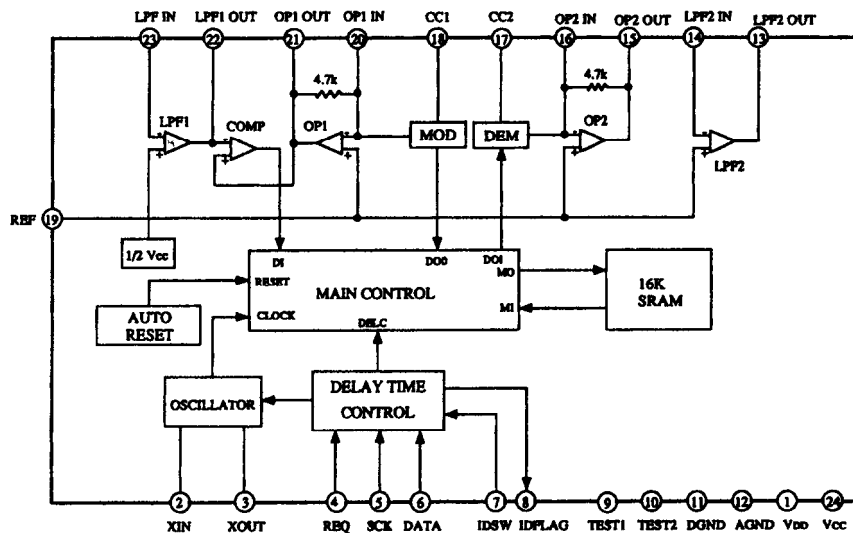 LPF IN LPF1 OUT OP1 OUT OP1 IN CC1 CC2 OP2 IN OP2 OUT LPF2 IN LPF2 OUT
23 22 21 20 18 17 16 15 14 13
4.7k 4.7k
LPF1 COMP OP1 MOD DEM OP2 LPF2
REF 19
1/2 Vcc
DI DO0 DO1
RESET MO
MAIN CONTROL
16K
SRAM
AUTO
RESET
CLOCK MI
DELC
OSCILLATOR
DELAY TIME
CONTROL
2 3 4 5 6 7 8 9 10 11 12 1 24
XIN XOUT REQ SCK DATA IDSW IDFLAG TEST1 TEST2 DGND AGND VDD VCC